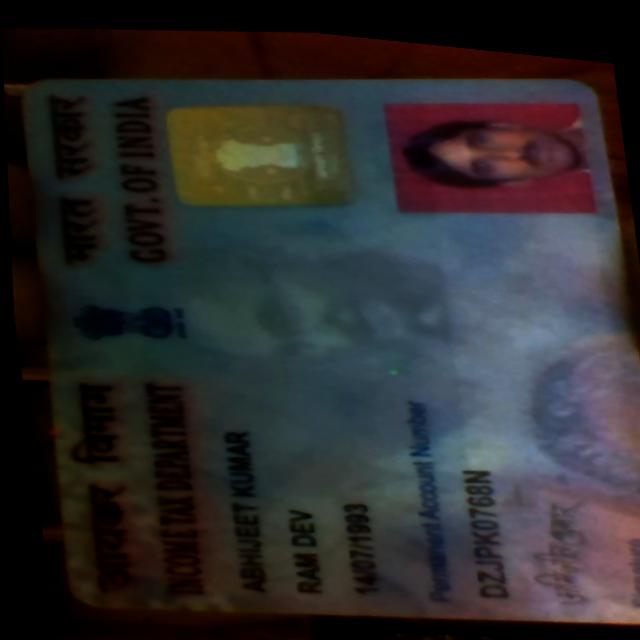 आयकर विभाग
INCOME TAX DEPARTMENT
भारत सरकार
GOVT. OF INDIA
ABHIJEET KUMAR
RAM DEV
14/07/1993
Permanent Account Number
DZJPK0768N